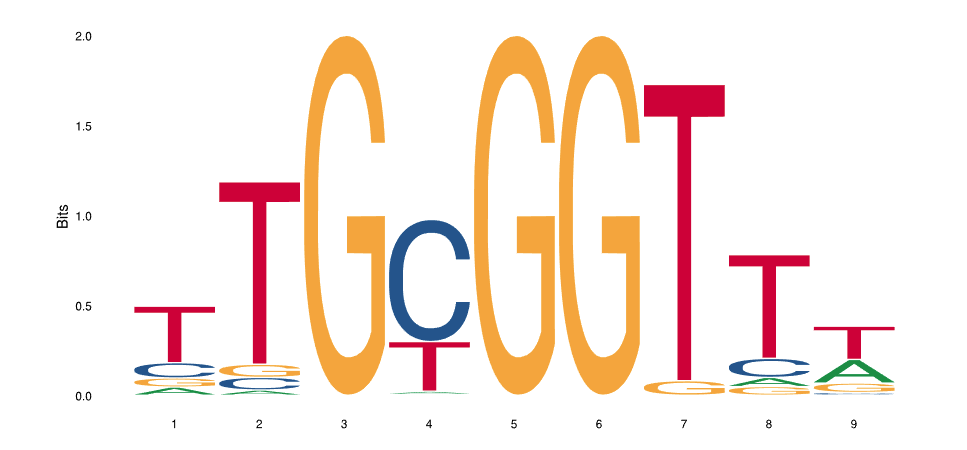 2.0
1.5
1.0
0.5
0.0
Bits
T C G A
T G C A
G
C T A
G
G
T G
T C A G
T A G C
1 2 3 4 5 6 7 8 9